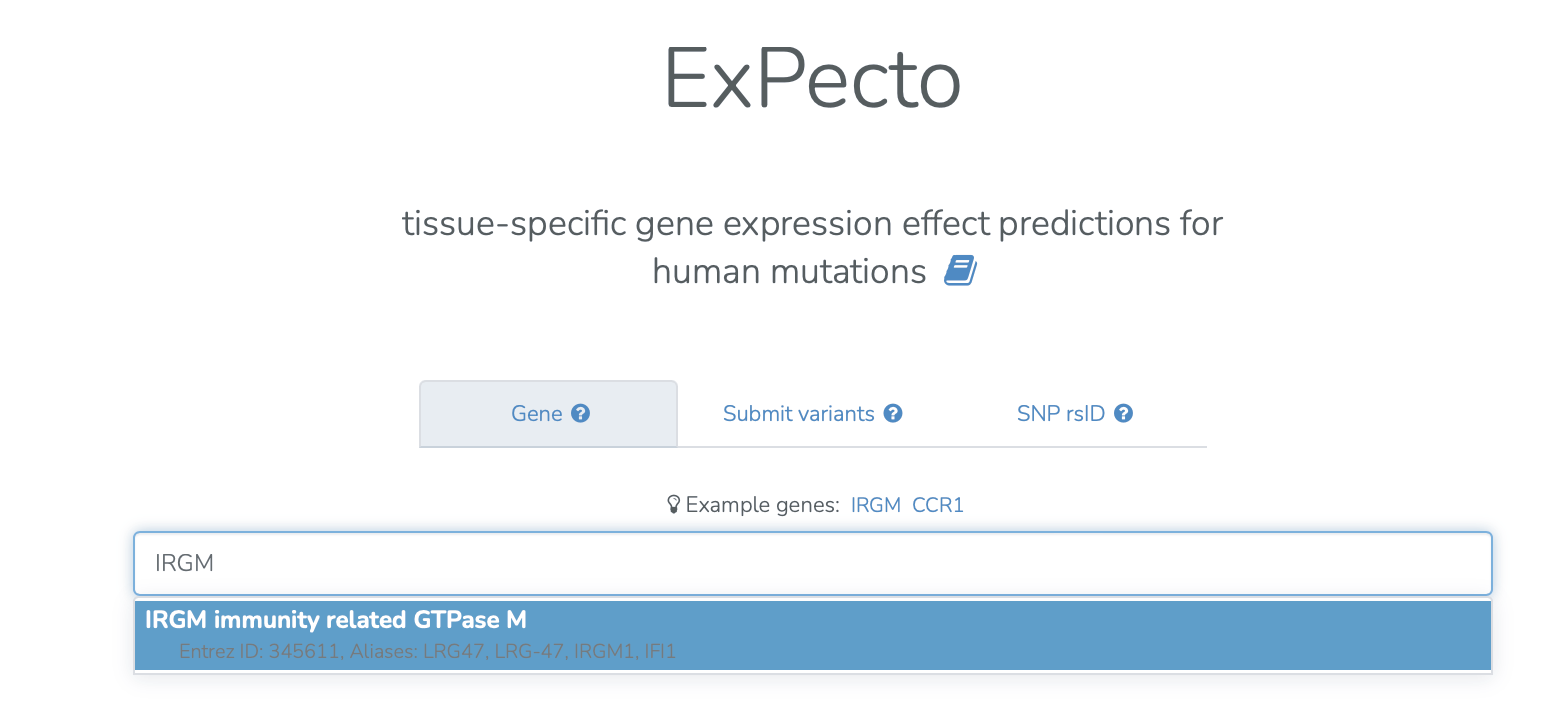 ExPecto
tissue-specific gene expression effect predictions for
human mutations
Gene ? Submit variants ? SNP rsID ?
Example genes: IRGM CCR1
IRGM
IRGM immunity related GTPase M
Entrez ID: 345611, Aliases: LRG47, LRG-47, IRGM1, IFI1